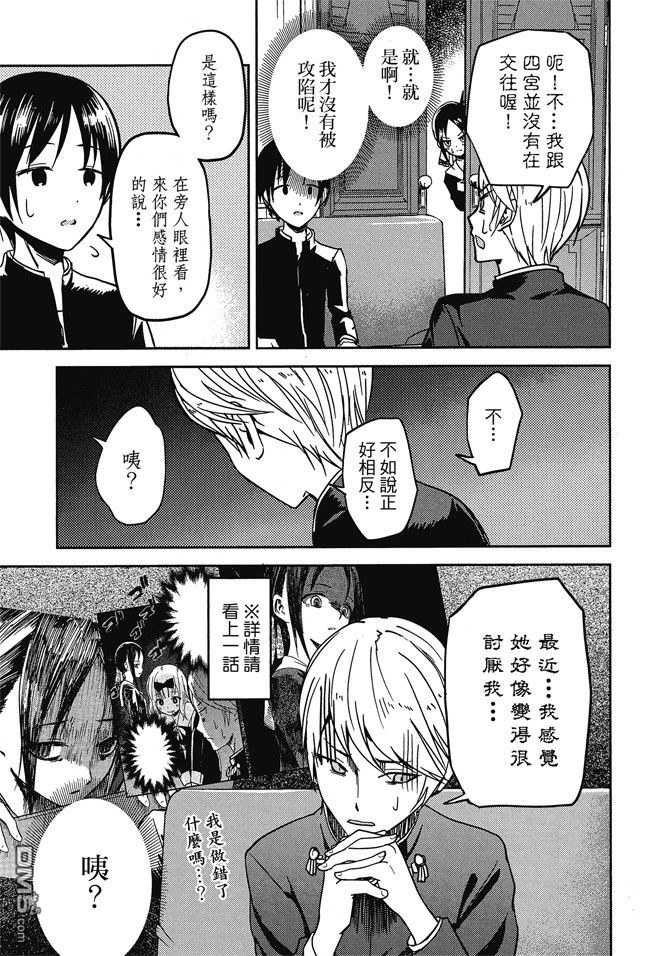 呃！不…我跟
四宮並沒有在
交往喔！
就…就
是啊！
我才沒有被
攻陷呢！
是這樣嗎？
在旁人眼裡看，
來你們感情很好
的說…
不…
不如說正
好相反…
咦？
最近…我感覺
她好像變得很
討厭我…
※詳情請
看上一話
我是做錯了
什麼嗎…？
咦？
DM5
.com